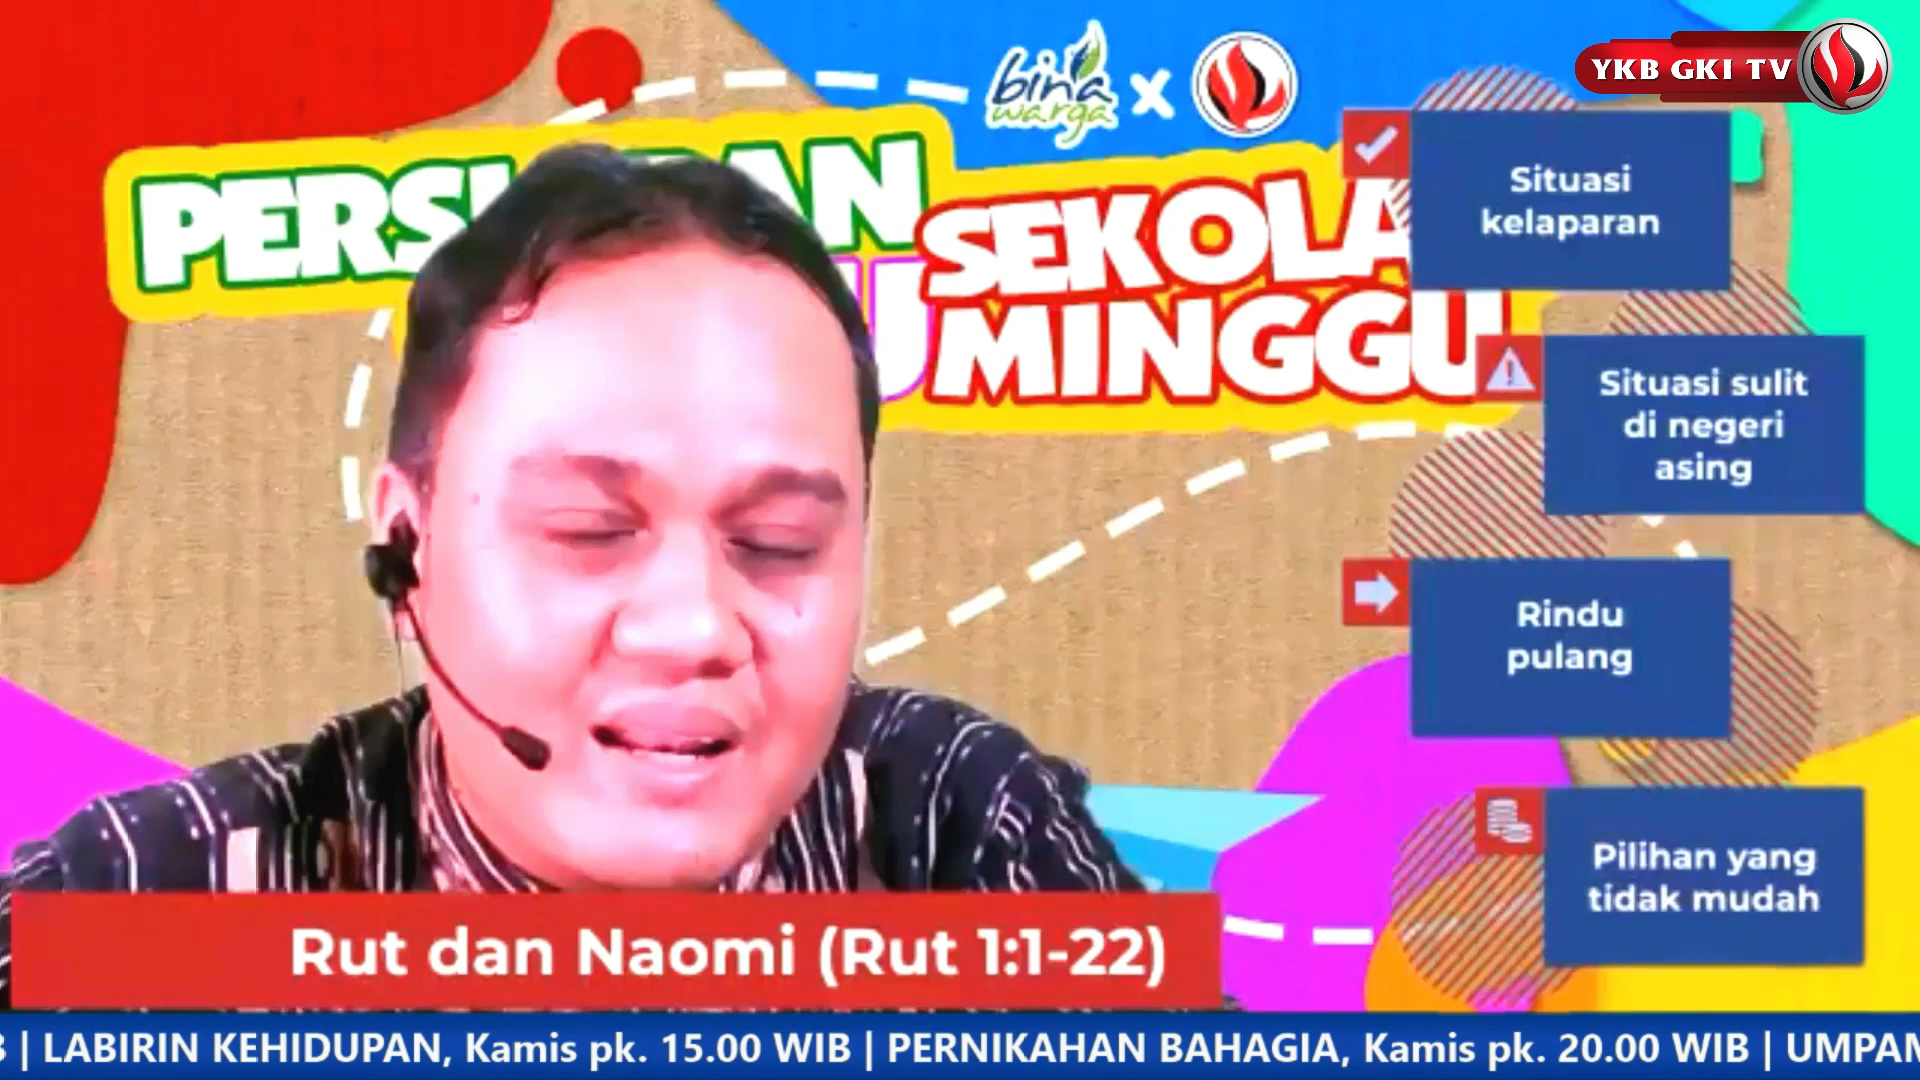 YKB GKI TV
bina
warga
x
PERSI
AN
SEKOLA
MINGGU
Situasi
kelaparan
Situasi sulit
di negeri
asing
Rindu
pulang
Pilihan yang
tidak mudah
Rut dan Naomi (Rut 1:1-22)
| LABIRIN KEHIDUPAN, Kamis pk. 15.00 WIB | PERNIKAHAN BAHAGIA, Kamis pk. 20.00 WIB | UMPAM